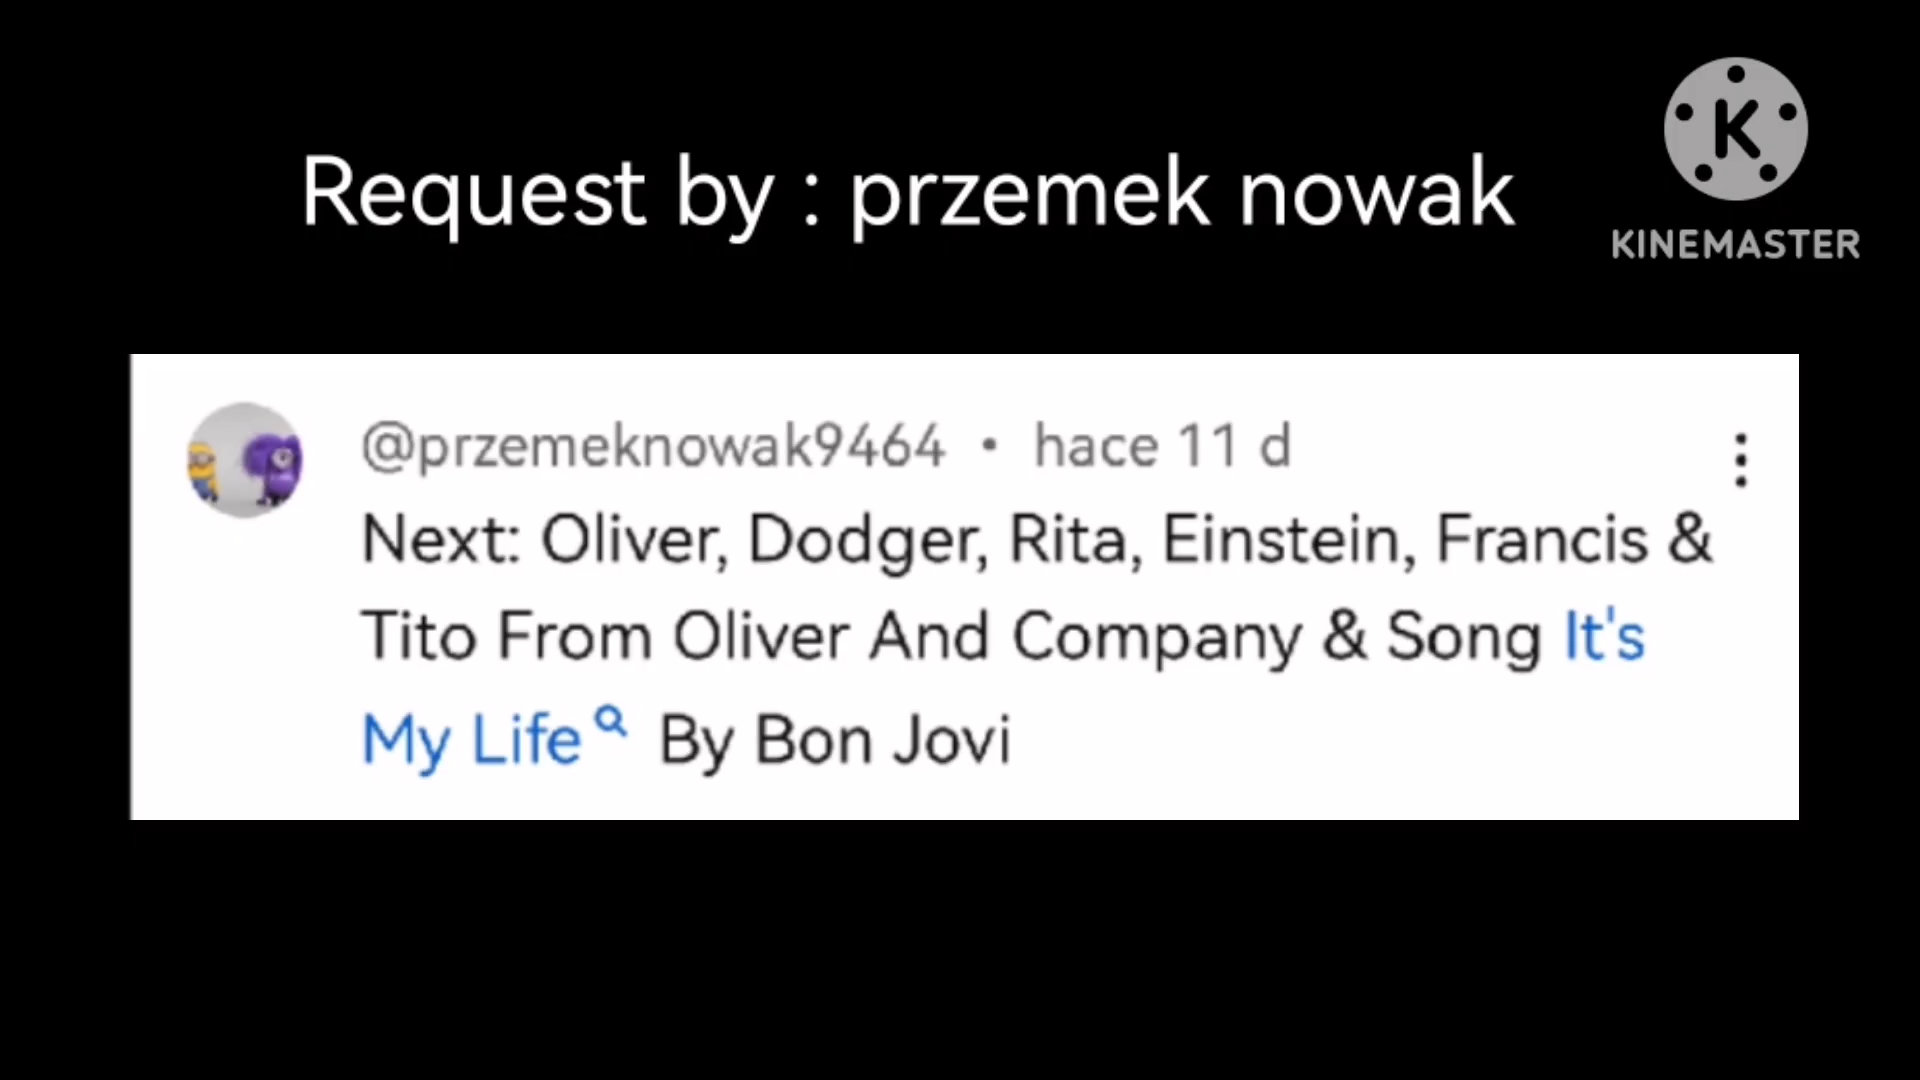 Request by : przemek nowak
K
KINEMASTER
@przemeknowak9464 • hace 11 d
Next: Oliver, Dodger, Rita, Einstein, Francis &
Tito From Oliver And Company & Song It's
My Life By Bon Jovi